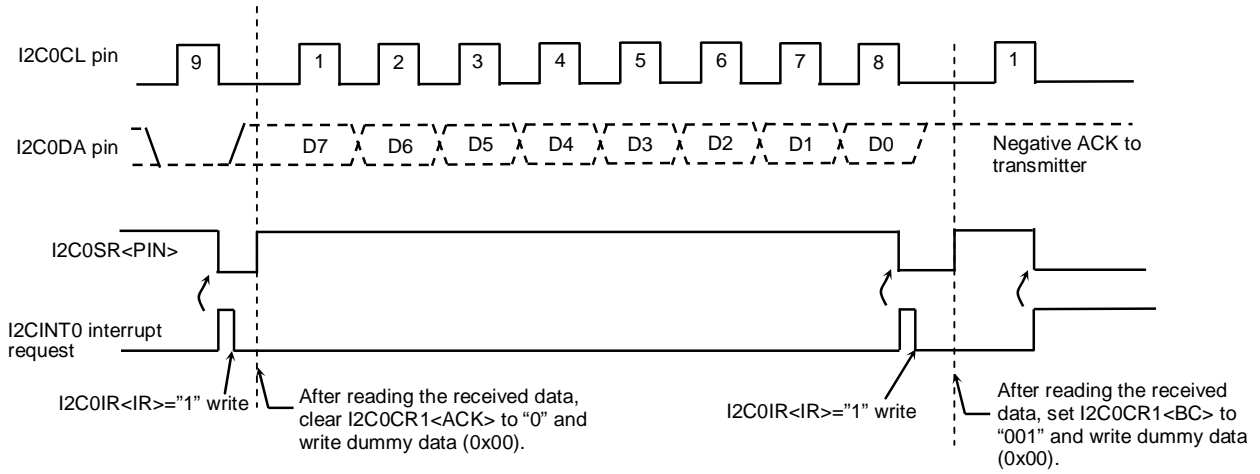 I2C0CL pin
9 1 2 3 4 5 6 7 8 1
I2C0DA pin
D7 D6 D5 D4 D3 D2 D1 D0
Negative ACK to
transmitter
I2C0SR<PIN>
I2CINT0 interrupt
request
I2C0IR<IR>="1" write
After reading the received data,
clear I2C0CR1<ACK> to “0” and
write dummy data (0x00).
I2C0IR<IR>="1" write
After reading the received
data, set I2C0CR1<BC> to
“001” and write dummy data
(0x00).